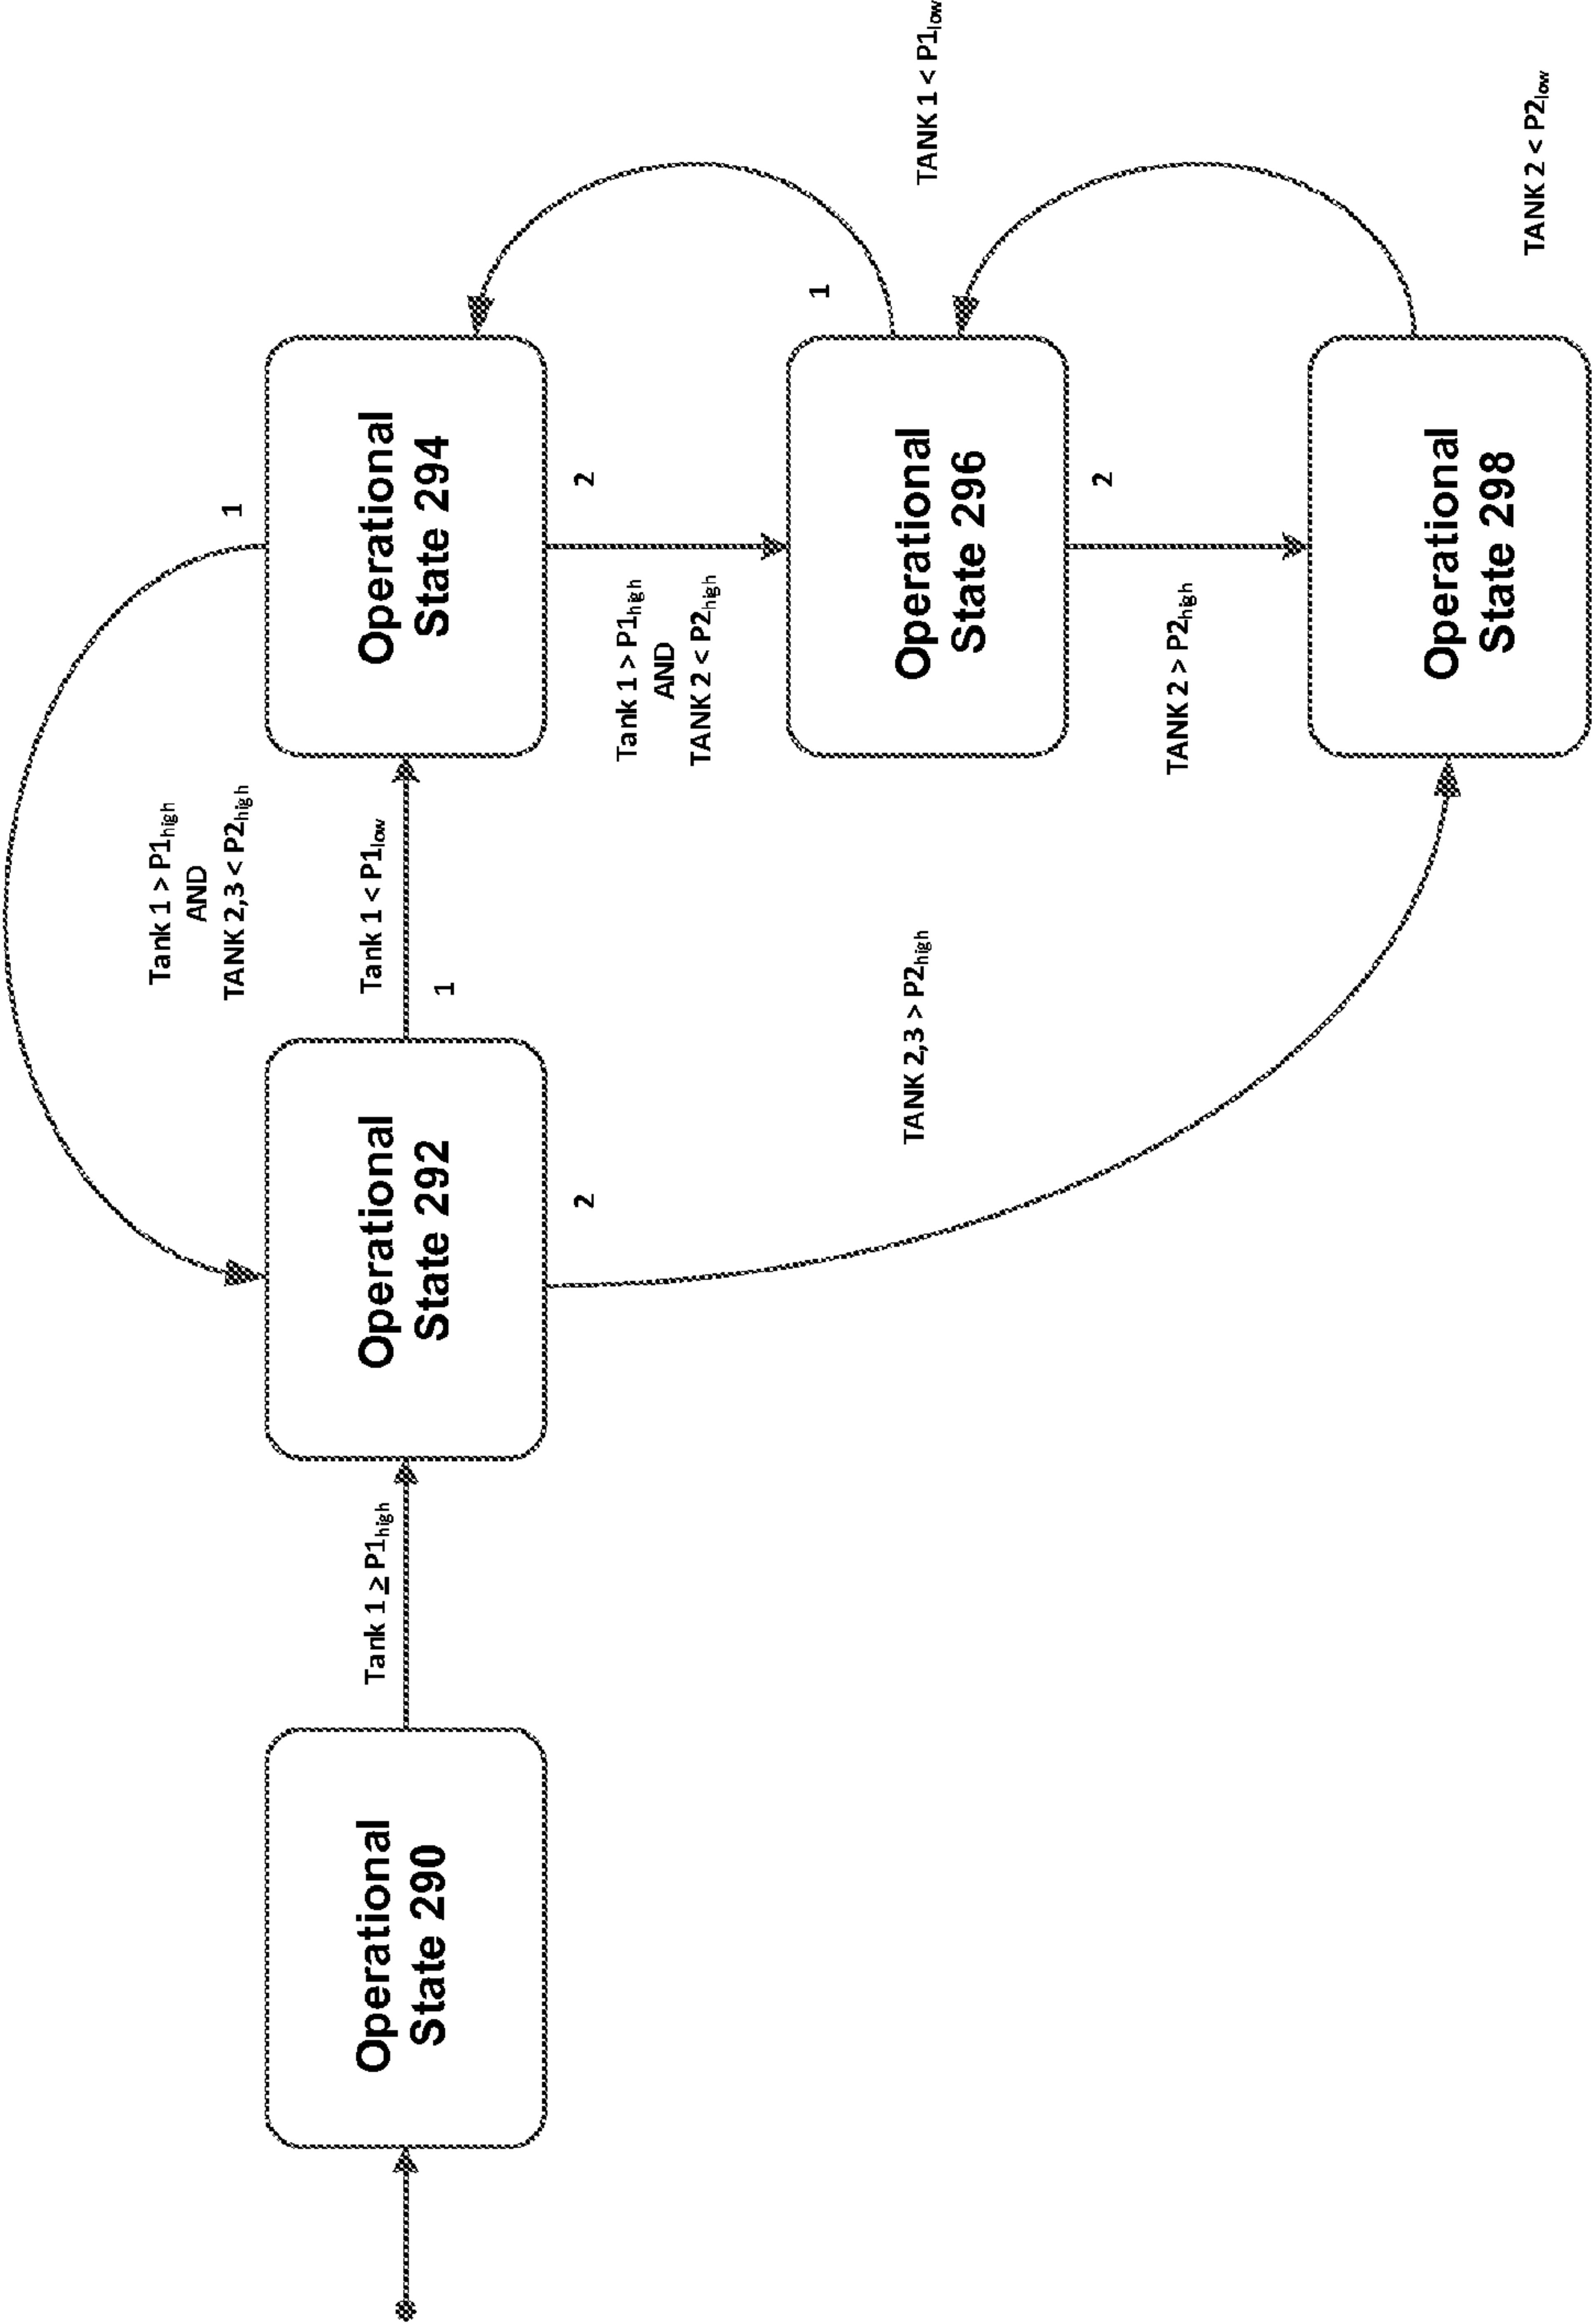 1
Tank 1 > P1high
AND
TANK 2,3 < P2high
Operational
State 290
Tank 1 ≥ P1high
Operational
State 292
Tank 1 < P1low
1
Operational
State 294
2
2
Tank 1 > P1high
AND
TANK 2 < P2high
1
TANK 1 < P1low
TANK 2,3 > P2high
Operational
State 296
2
TANK 2 > P2high
Operational
State 298
TANK 2 < P2low